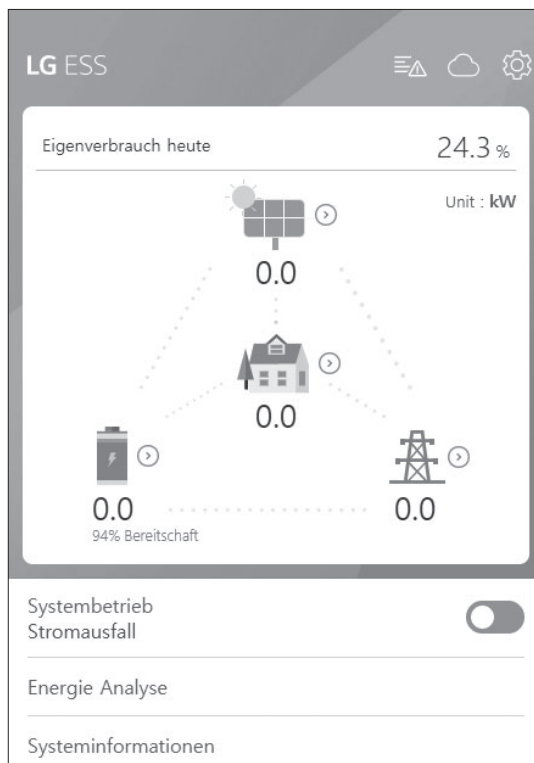 LG ESS
Eigenverbrauch heute 24.3 %
Unit : kW
0.0
0.0
0.0 0.0
94% Bereitschaft
Systembetrieb
Stromausfall
Energie Analyse
Systeminformationen